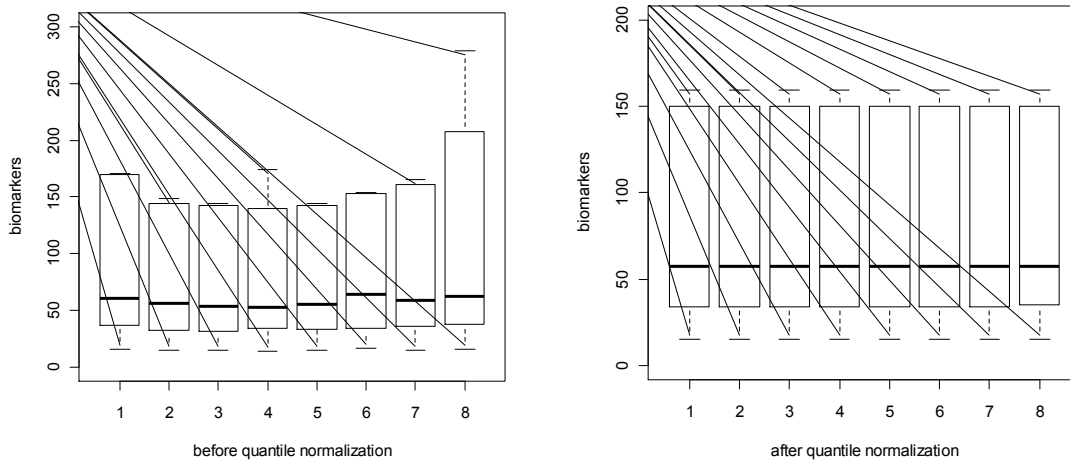 biomarkers
300
250
200
150
100
50
0
1 2 3 4 5 6 7 8
before quantile normalization
biomarkers
200
150
100
50
0
1 2 3 4 5 6 7 8
after quantile normalization